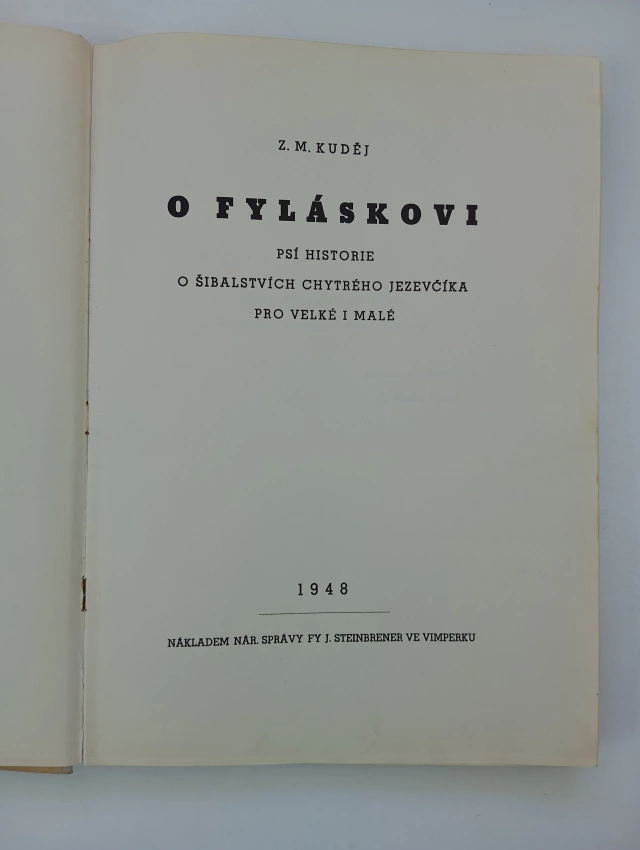 Z. M. KUDĚJ
O FYLÁSKOVI
PSÍ HISTORIE
O ŠIBALSTVÍCH CHYTRÉHO JEZEVČÍKA
PRO VELKÉ I MALÉ
1948
NÁKLADEM NÁR. SPRÁVY FY J. STEINBRENER VE VIMPERKU